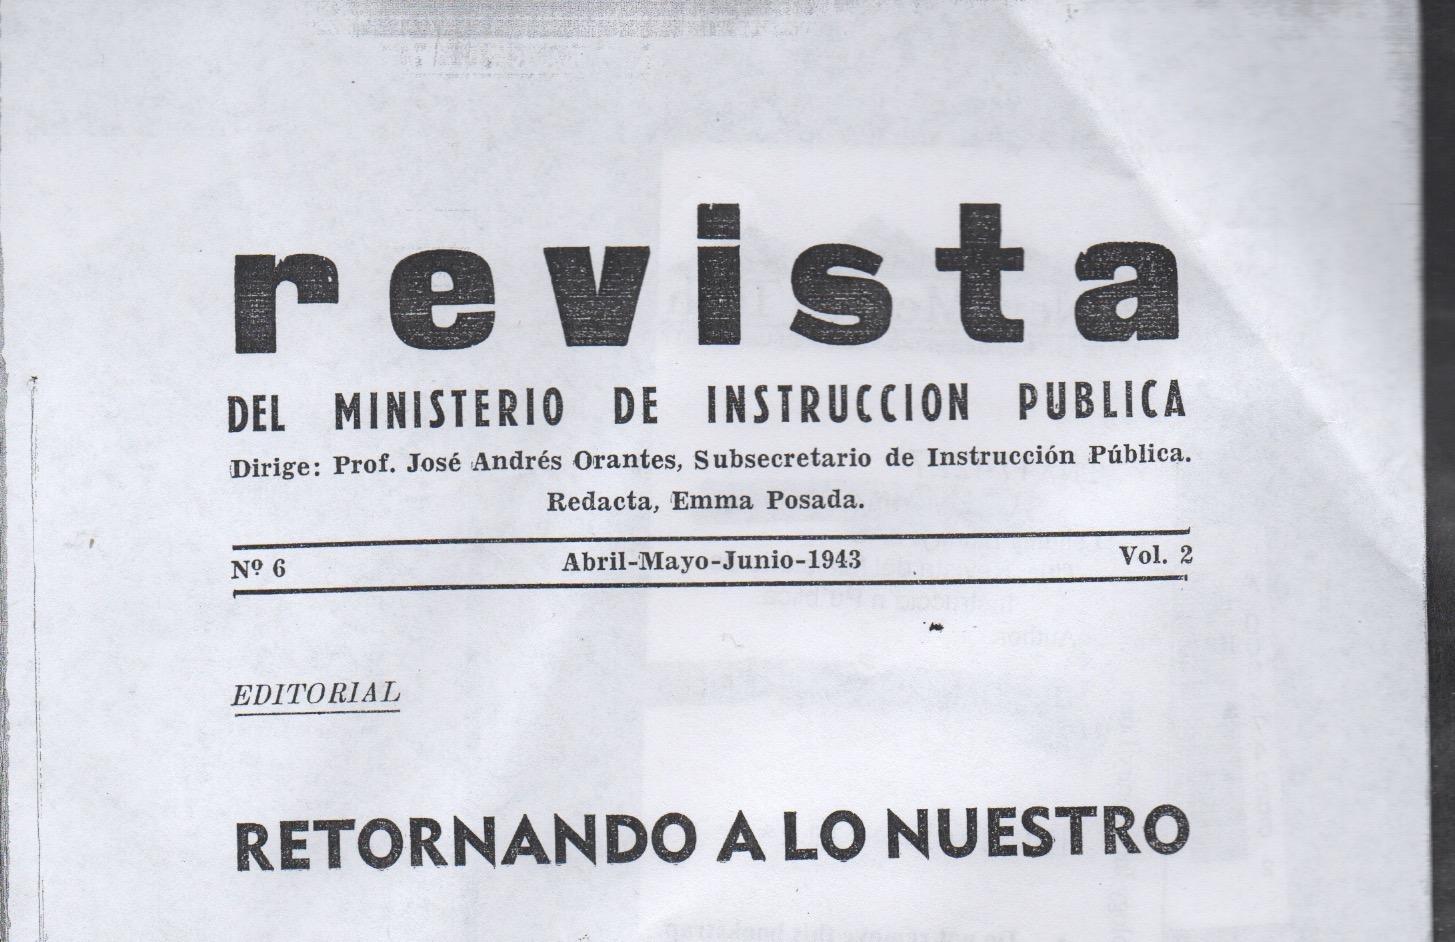 revista
DEL MINISTERIO DE INSTRUCCION PUBLICA
Dirige: Prof. José Andrés Orantes, Subsecretario de Instrucción Pública.
Redacta, Emma Posada.
Nº 6 Abril-Mayo-Junio-1943 Vol. 2
EDITORIAL
RETORNANDO A LO NUESTRO